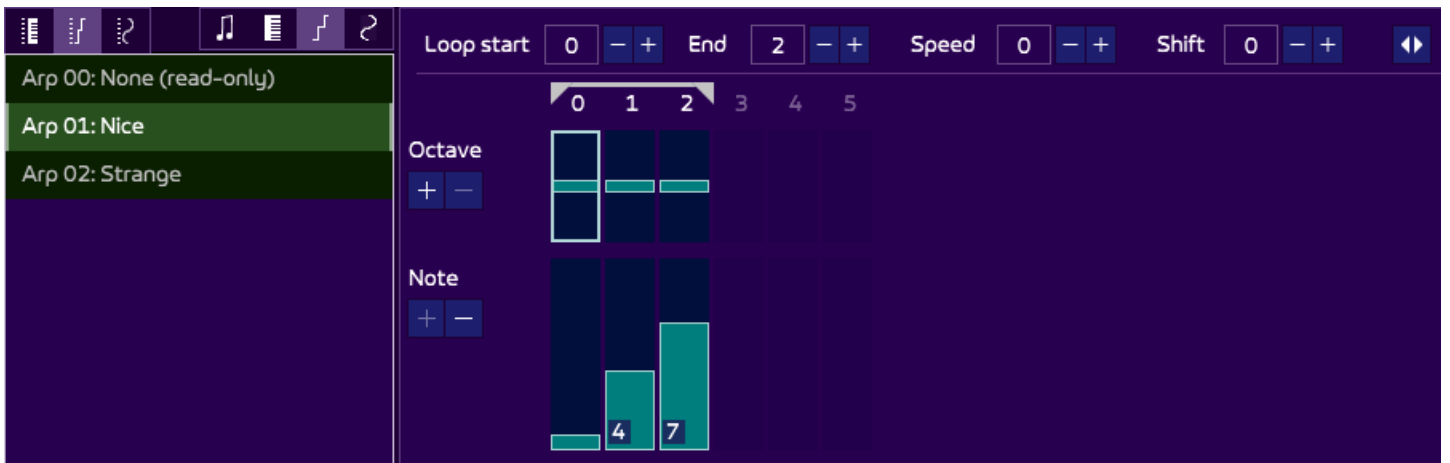 Loop start 0 − + End 2 − + Speed 0 − + Shift 0 − +
Arp 00: None (read-only)
Arp 01: Nice
Arp 02: Strange
0 1 2 3 4 5
Octave
+ −
Note
+ −
4 7